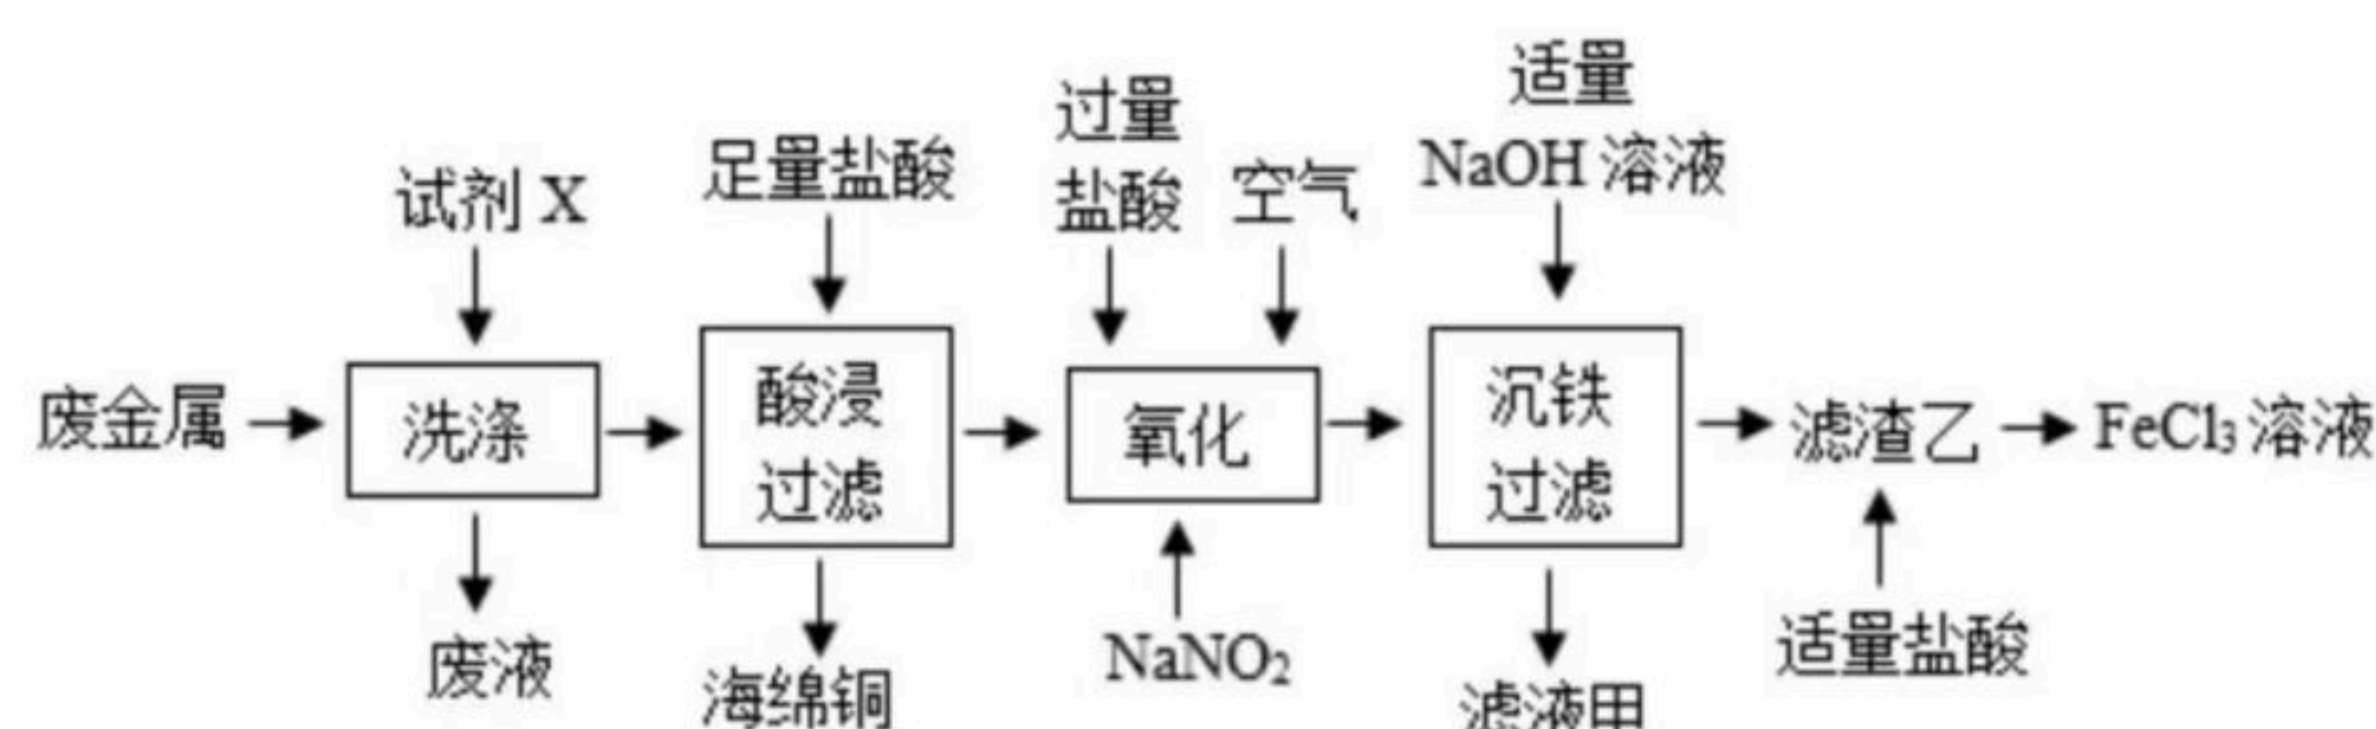 适量
过量
NaOH 溶液
足量盐酸
盐酸
空气
试剂 X
废金属
洗涤
酸浸
过滤
氧化
沉铁
过滤
滤渣乙
FeCl₃ 溶液
废液
海绵铜
NaNO₂
滤液甲
适量盐酸